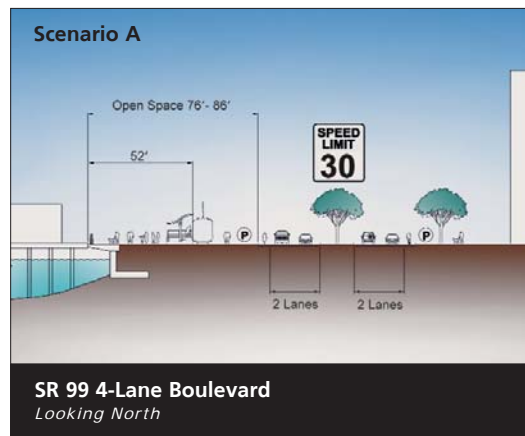 Scenario A
Open Space 76'- 86'
SPEED
LIMIT
30
52'
P
P
2 Lanes
2 Lanes
SR 99 4-Lane Boulevard
Looking North